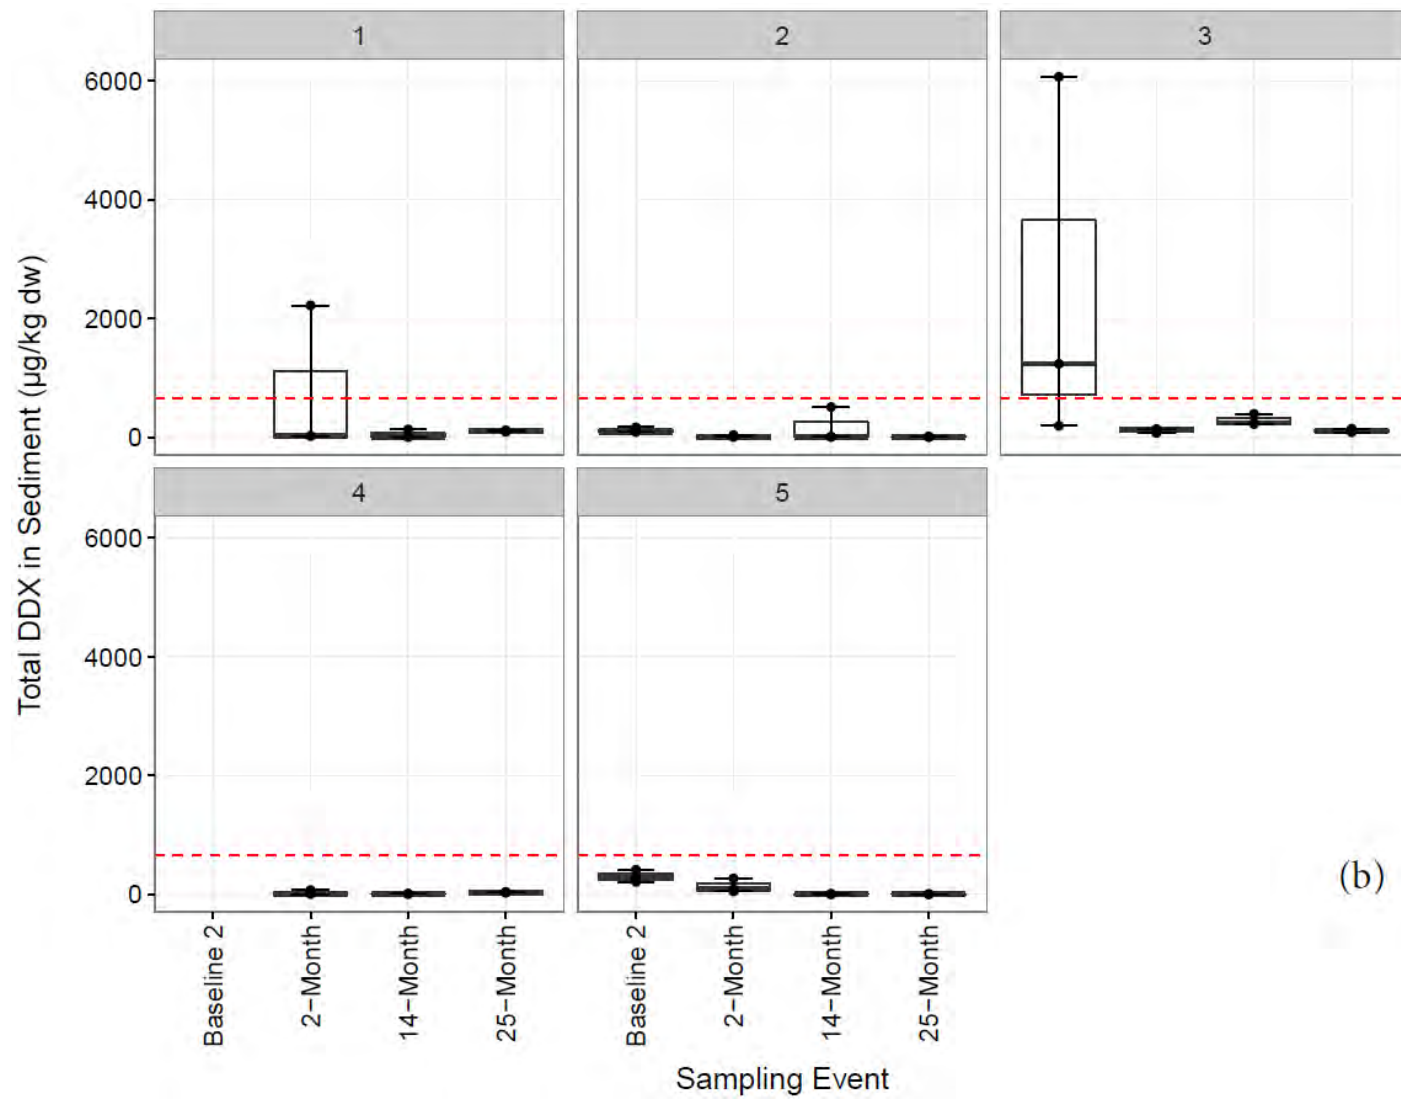 1 2 3
Total DDX in Sediment (µg/kg dw)
6000
4000
2000
0
4 5
6000
4000
2000
0
(b)
Baseline 2
2-Month
14-Month
25-Month
Baseline 2
2-Month
14-Month
25-Month
Sampling Event